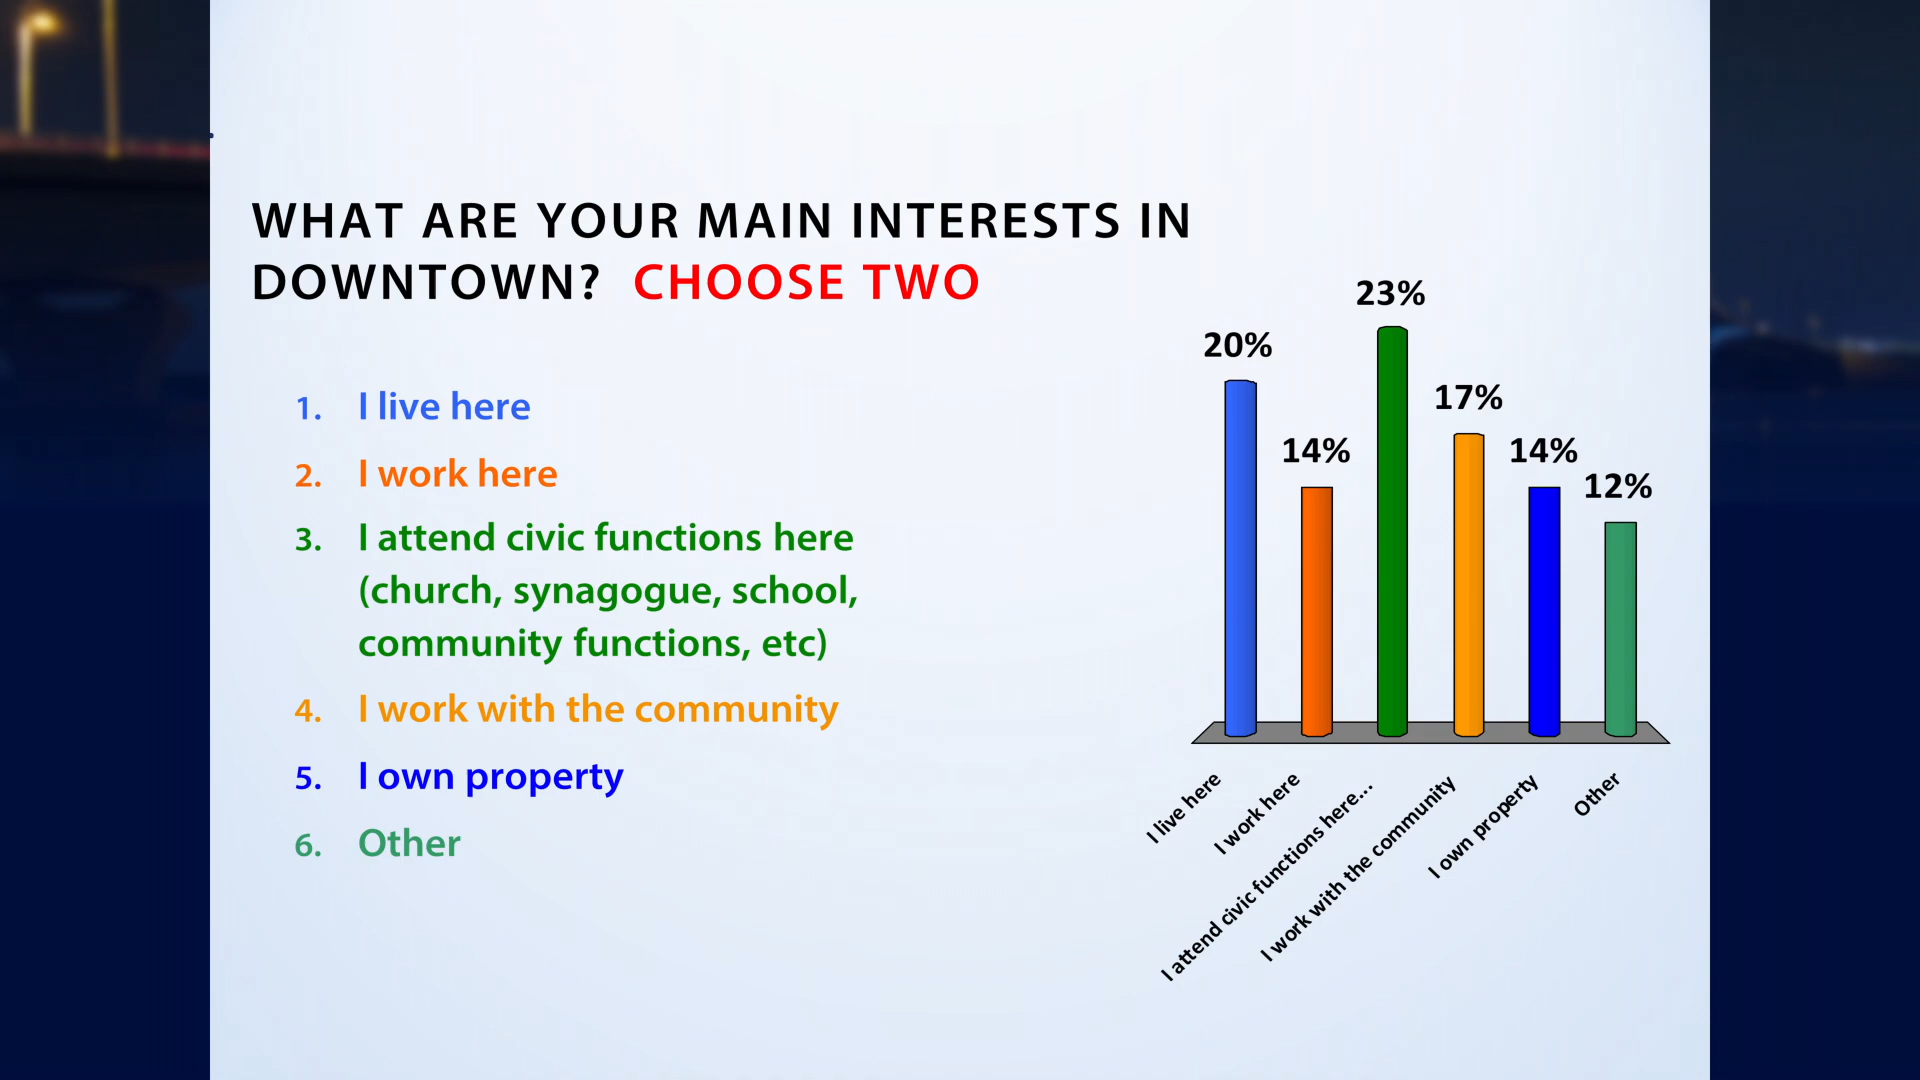 WHAT ARE YOUR MAIN INTERESTS IN
DOWNTOWN? CHOOSE TWO
1. I live here
2. I work here
3. I attend civic functions here
(church, synagogue, school,
community functions, etc)
4. I work with the community
5. I own property
6. Other
20%
14%
23%
17%
14%
12%
I live here
I work here
I attend civic functions here...
I work with the community
I own property
Other